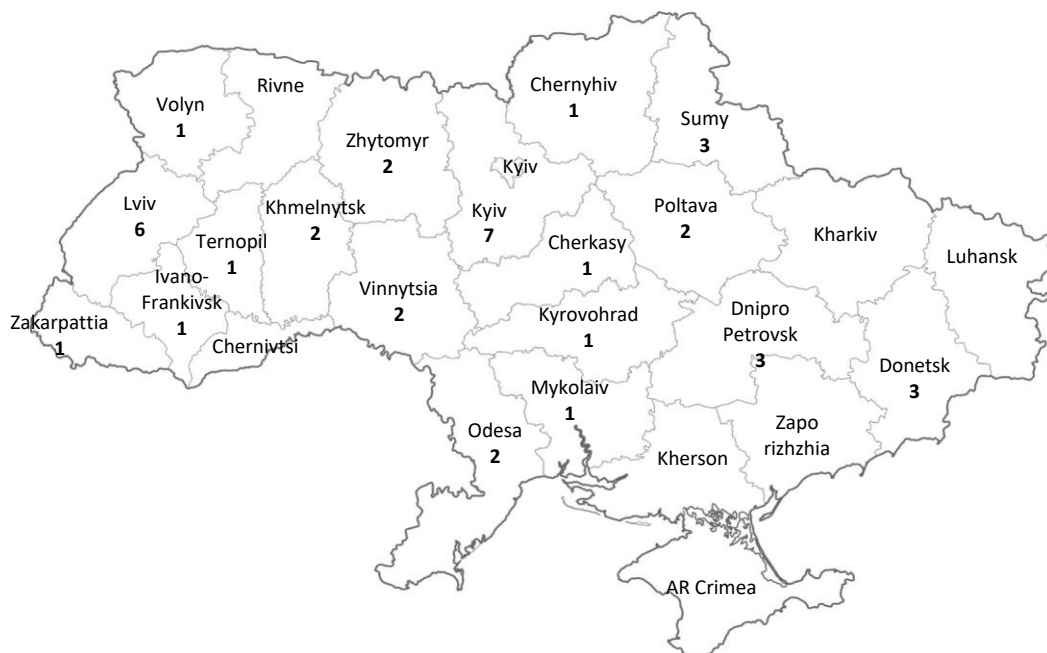 Rivne
Volyn
1
Chernyhiv
1
Sumy
3
Zhytomyr
2
Kyiv
Lviv
6
Khmelnytsk
2
Kyiv
7
Poltava
2
Ternopil
1
Cherkasy
1
Kharkiv
Luhansk
Ivano-
Frankivsk
1
Vinnytsia
2
Kyrovohrad
1
Dnipro
Petrovsk
3
Zakarpattia
1
Chernivtsi
Donetsk
3
Mykolaiv
1
Odesa
2
Zapo
rizhzhia
Kherson
AR Crimea